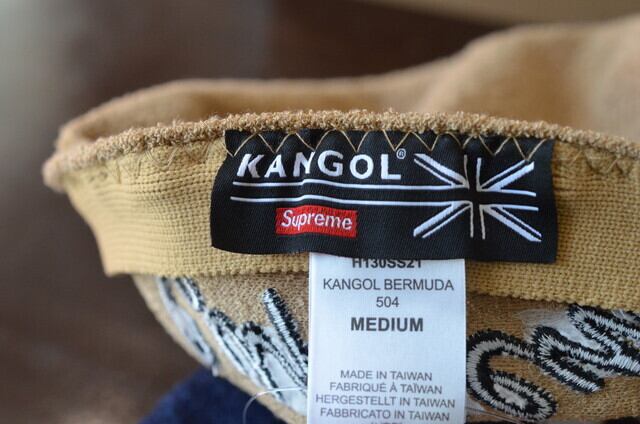 KANGOL®
Supreme
H130SS21
KANGOL BERMUDA
504
MEDIUM
MADE IN TAIWAN
FABRIQUÉ À TAÏWAN
HERGESTELLT IN TAIWAN
FABBRICATO IN TAIWAN